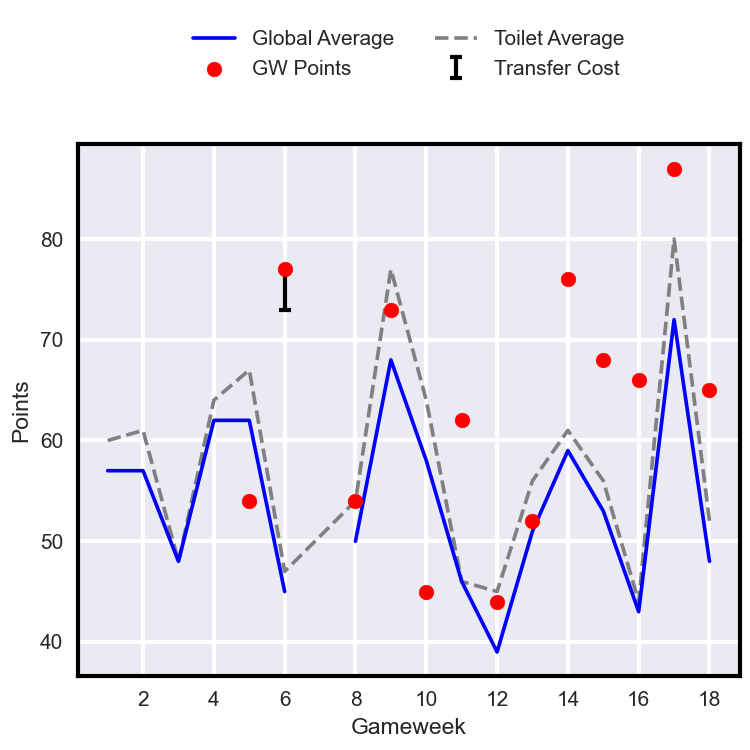 Global Average Toilet Average
GW Points Transfer Cost
80
70
60
50
40
Points
2 4 6 8 10 12 14 16 18
Gameweek